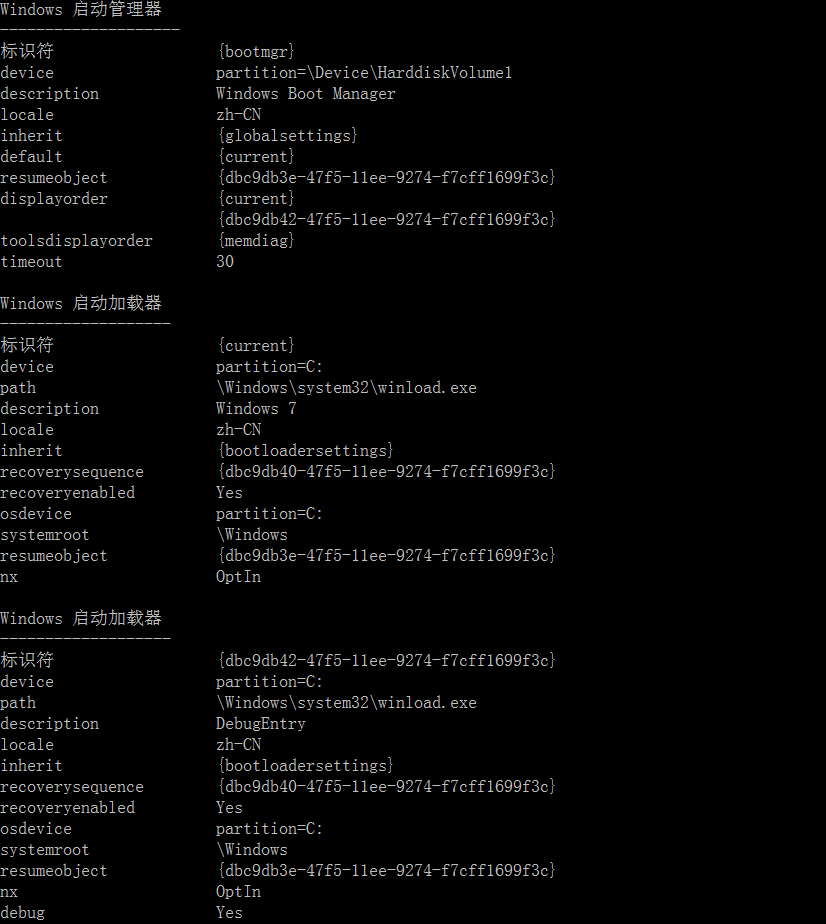 Windows 启动管理器
--------------------
标识符                  {bootmgr}
device                  partition=\Device\HarddiskVolume1
description             Windows Boot Manager
locale                  zh-CN
inherit                 {globalsettings}
default                 {current}
resumeobject            {dbc9db3e-47f5-11ee-9274-f7cff1699f3c}
displayorder            {current}
                        {dbc9db42-47f5-11ee-9274-f7cff1699f3c}
toolsdisplayorder       {memdiag}
timeout                 30

Windows 启动加载器
-------------------
标识符                  {current}
device                  partition=C:
path                    \Windows\system32\winload.exe
description             Windows 7
locale                  zh-CN
inherit                 {bootloadersettings}
recoverysequence        {dbc9db40-47f5-11ee-9274-f7cff1699f3c}
recoveryenabled         Yes
osdevice                partition=C:
systemroot              \Windows
resumeobject            {dbc9db3e-47f5-11ee-9274-f7cff1699f3c}
nx                      OptIn

Windows 启动加载器
-------------------
标识符                  {dbc9db42-47f5-11ee-9274-f7cff1699f3c}
device                  partition=C:
path                    \Windows\system32\winload.exe
description             DebugEntry
locale                  zh-CN
inherit                 {bootloadersettings}
recoverysequence        {dbc9db40-47f5-11ee-9274-f7cff1699f3c}
recoveryenabled         Yes
osdevice                partition=C:
systemroot              \Windows
resumeobject            {dbc9db3e-47f5-11ee-9274-f7cff1699f3c}
nx                      OptIn
debug                   Yes